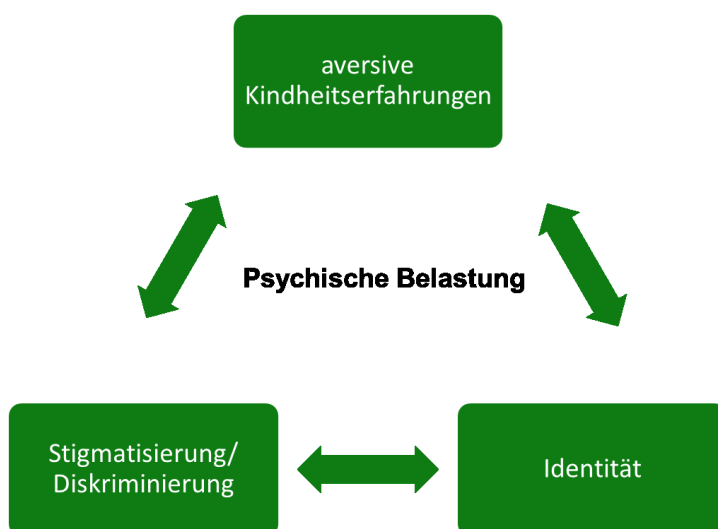 aversive
Kindheitserfahrungen
Psychische Belastung
Stigmatisierung/
Diskriminierung
Identität